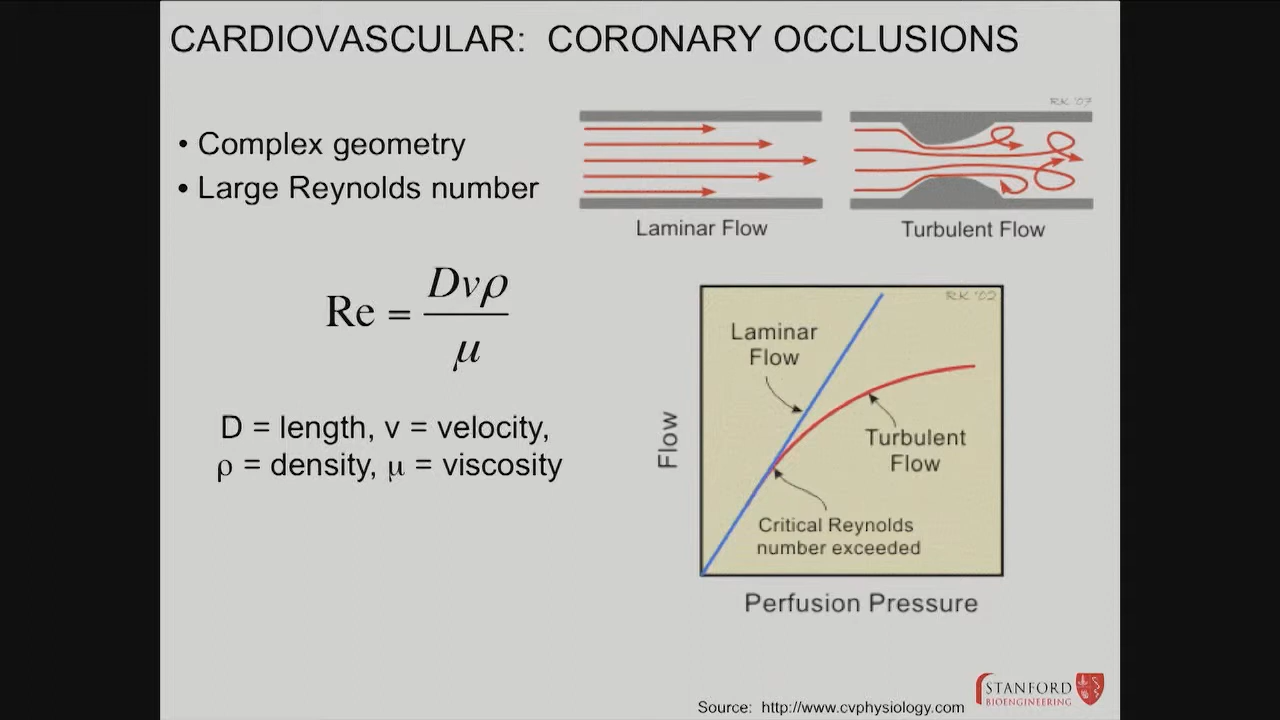 CARDIOVASCULAR: CORONARY OCCLUSIONS
• Complex geometry
• Large Reynolds number
RK '07
Laminar Flow
Turbulent Flow
Re = Dvρ / μ
D = length, v = velocity,
ρ = density, μ = viscosity
RK '02
Laminar
Flow
Turbulent
Flow
Critical Reynolds
number exceeded
Flow
Perfusion Pressure
Source: http://www.cvphysiology.com
STANFORD
BIOENGINEERING